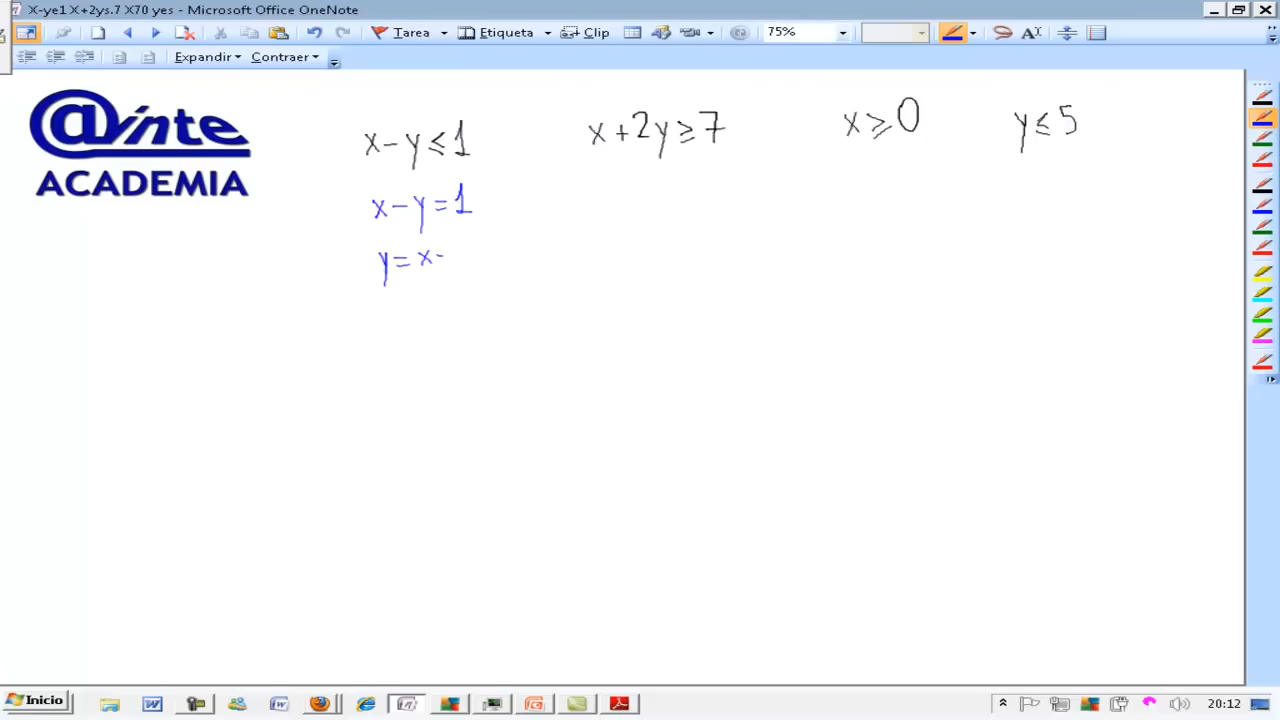 X-ye1 X+2ys.7 X70 yes - Microsoft Office OneNote
Tarea Etiqueta Clip 75%
Expandir Contraer
@inte
ACADEMIA
x-y≤1 x+2y≥7 x≥0 y≤5
x-y=1
y=x-
Inicio 20:12